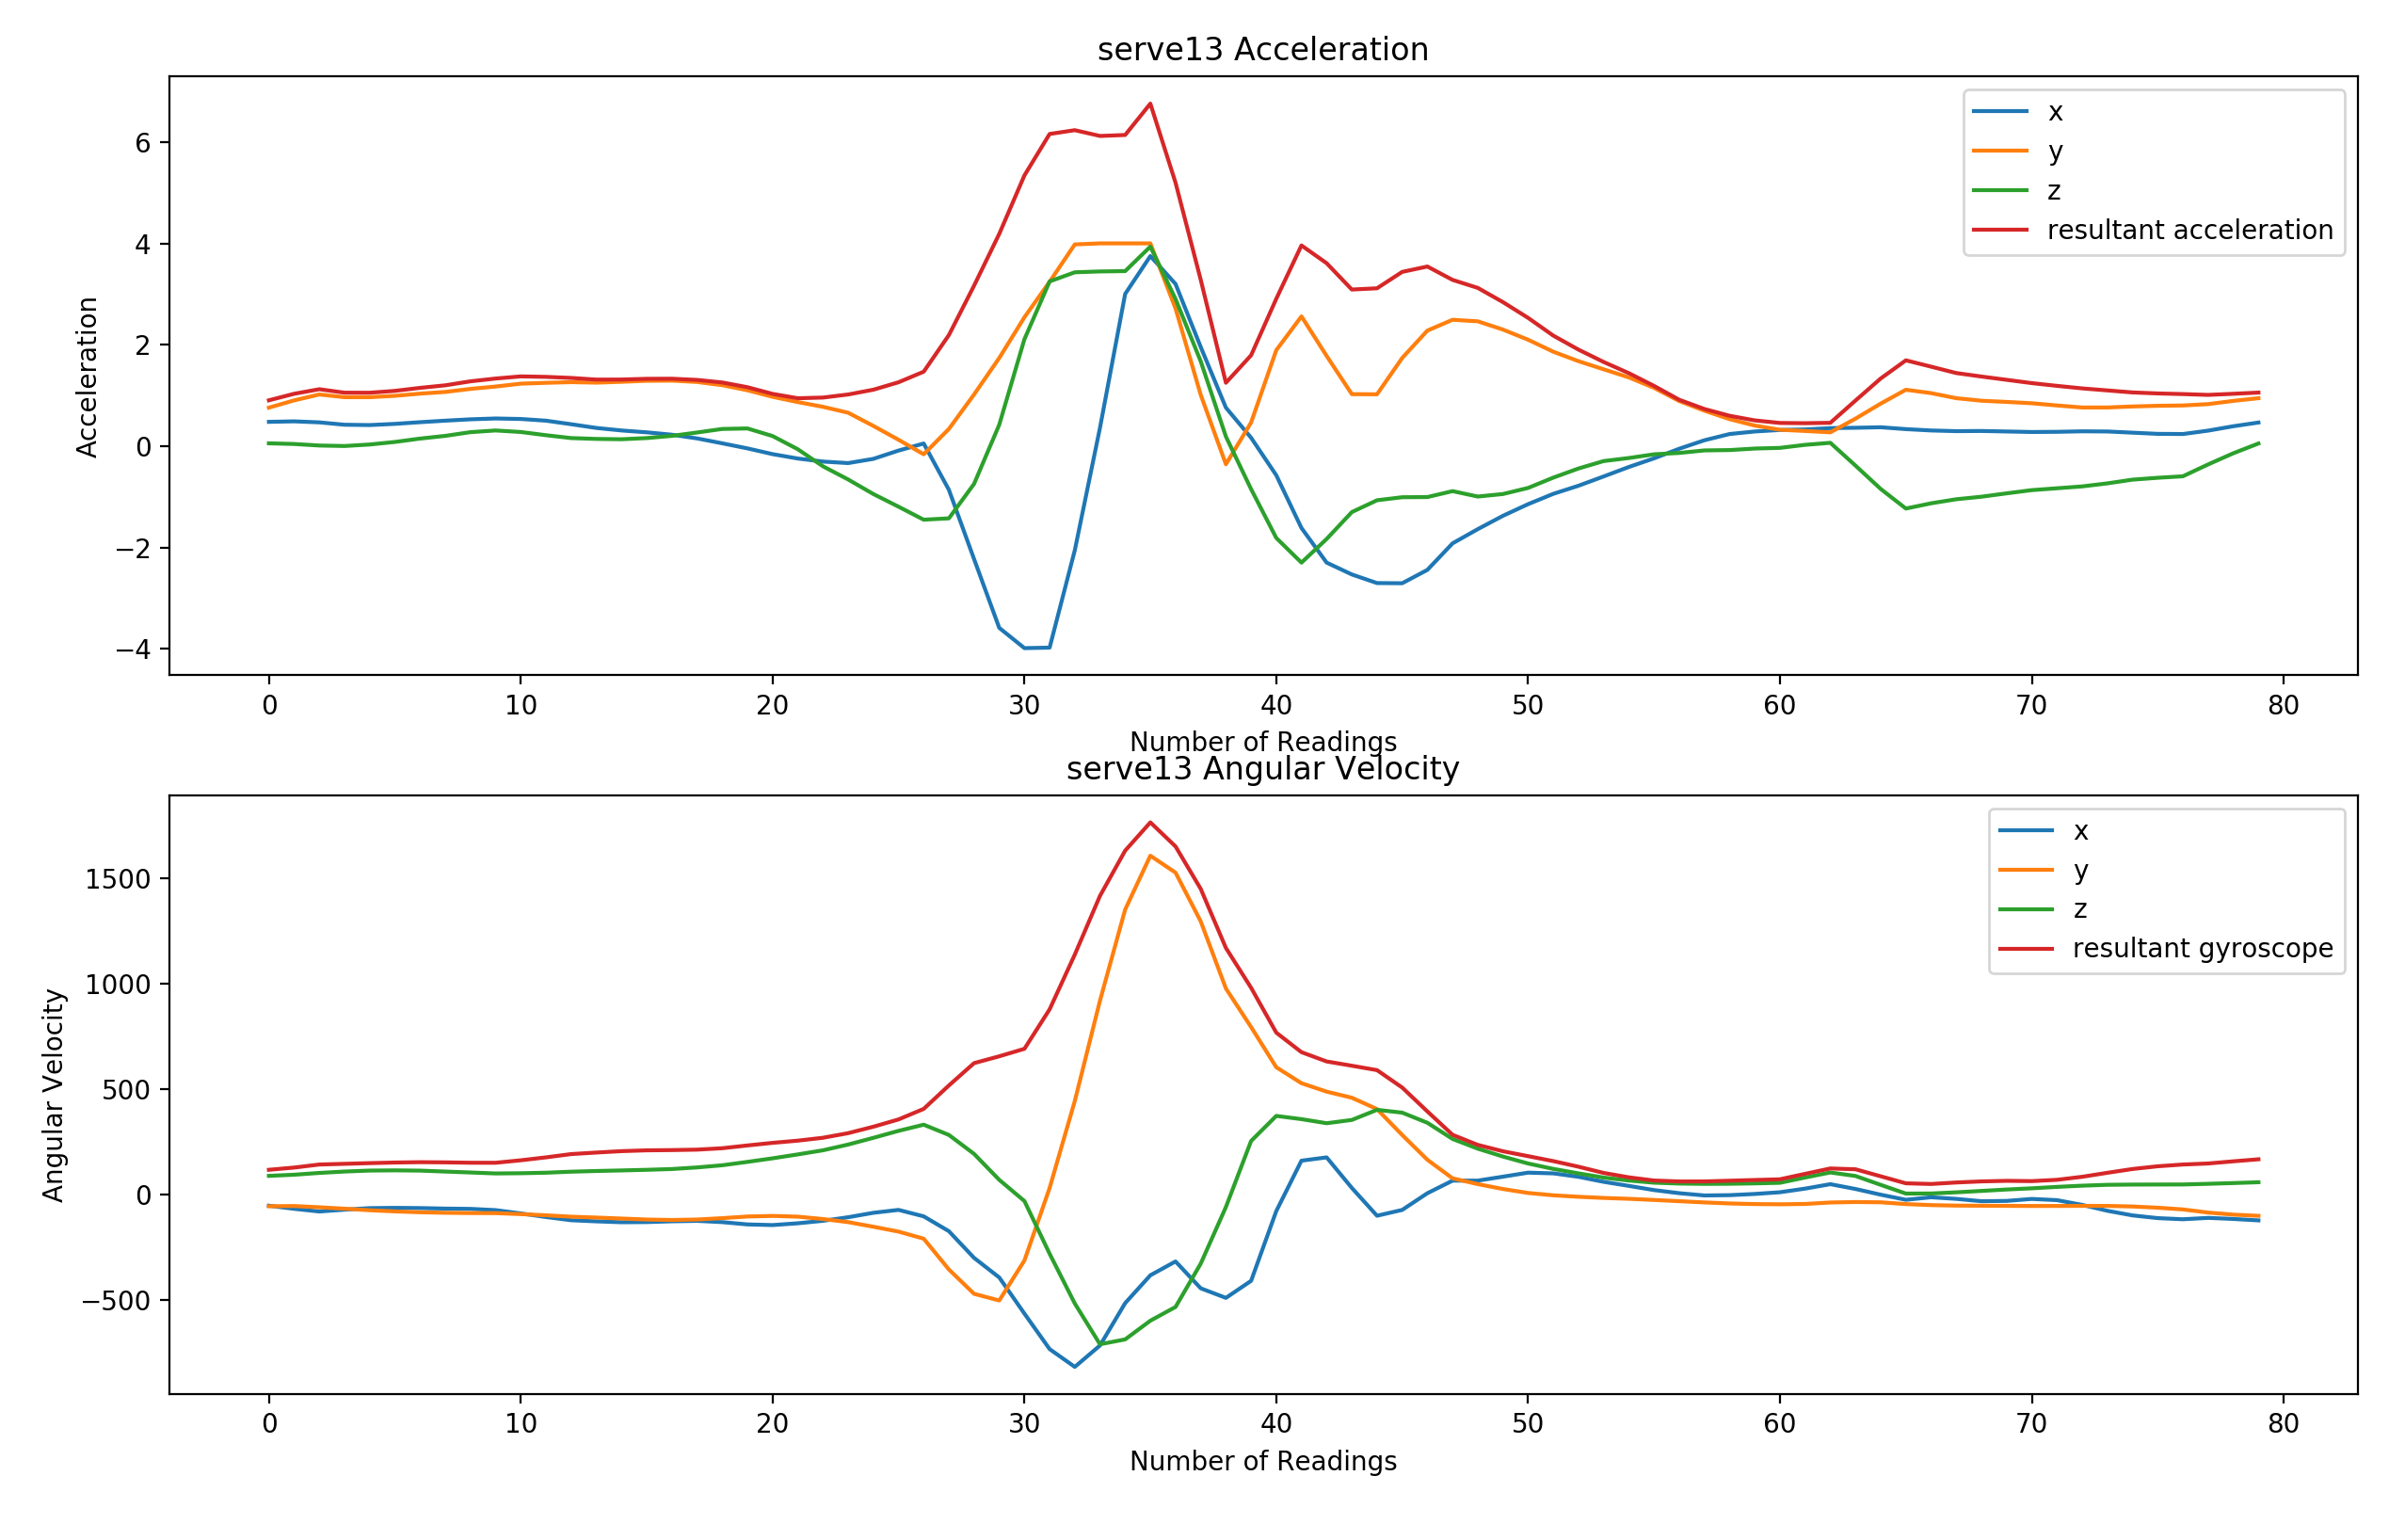 serve13 Acceleration
x
y
z
resultant acceleration
Acceleration
6
4
2
0
−2
−4
0 10 20 30 40 50 60 70 80
Number of Readings
serve13 Angular Velocity
x
y
z
resultant gyroscope
Angular Velocity
1500
1000
500
0
−500
0 10 20 30 40 50 60 70 80
Number of Readings